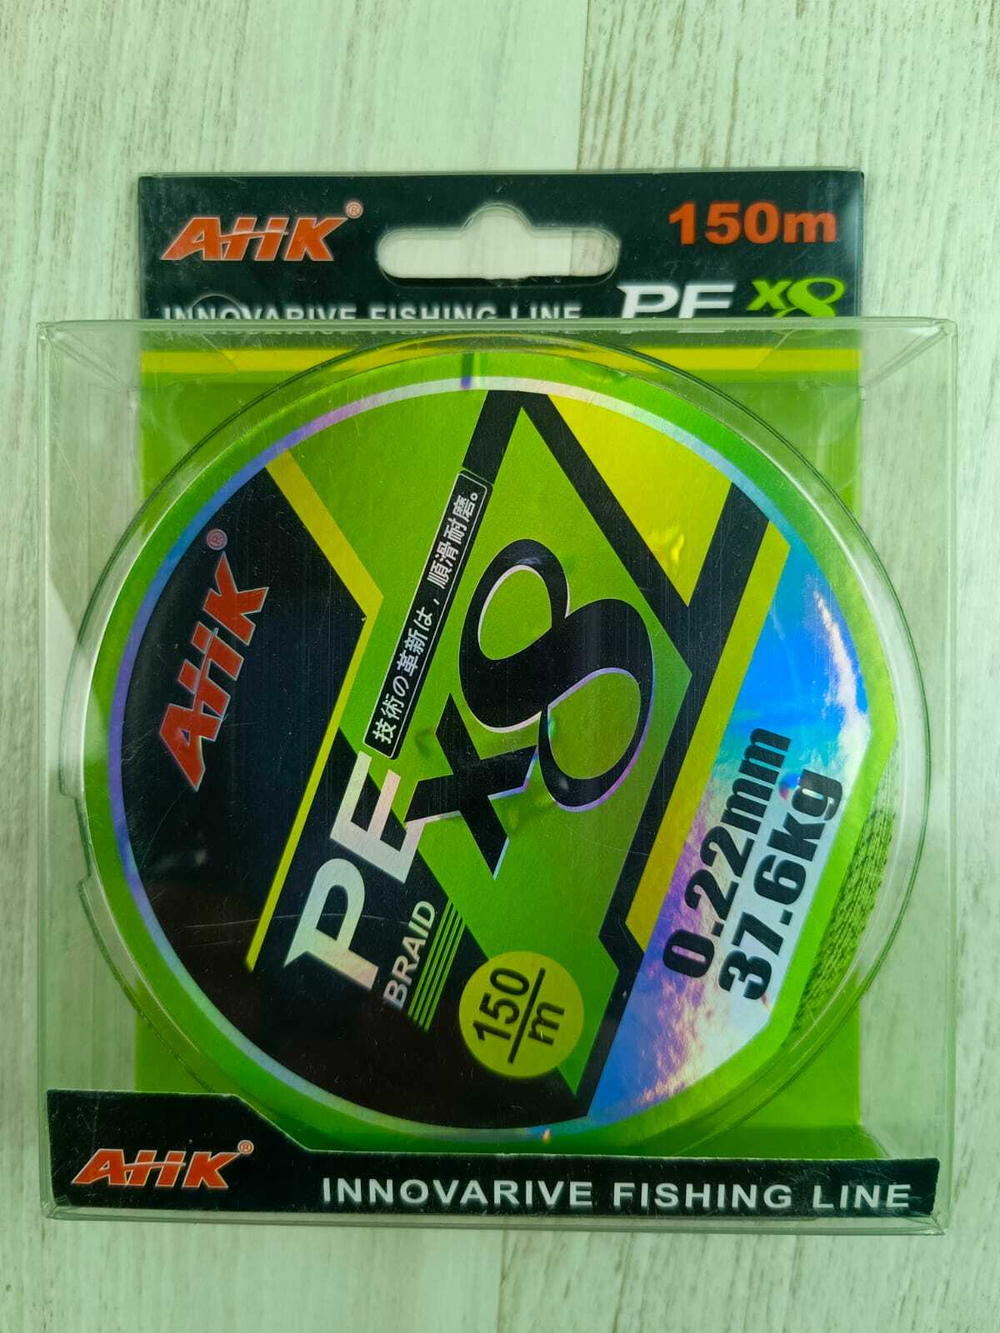 AHK®
150m
INNOVARIVE FISHING LINE
PE X8
AHK®
技術の革新は，順滑耐磨。
PE X8
BRAID
150
m
0.22mm
37.6kg
AHK®
INNOVARIVE FISHING LINE